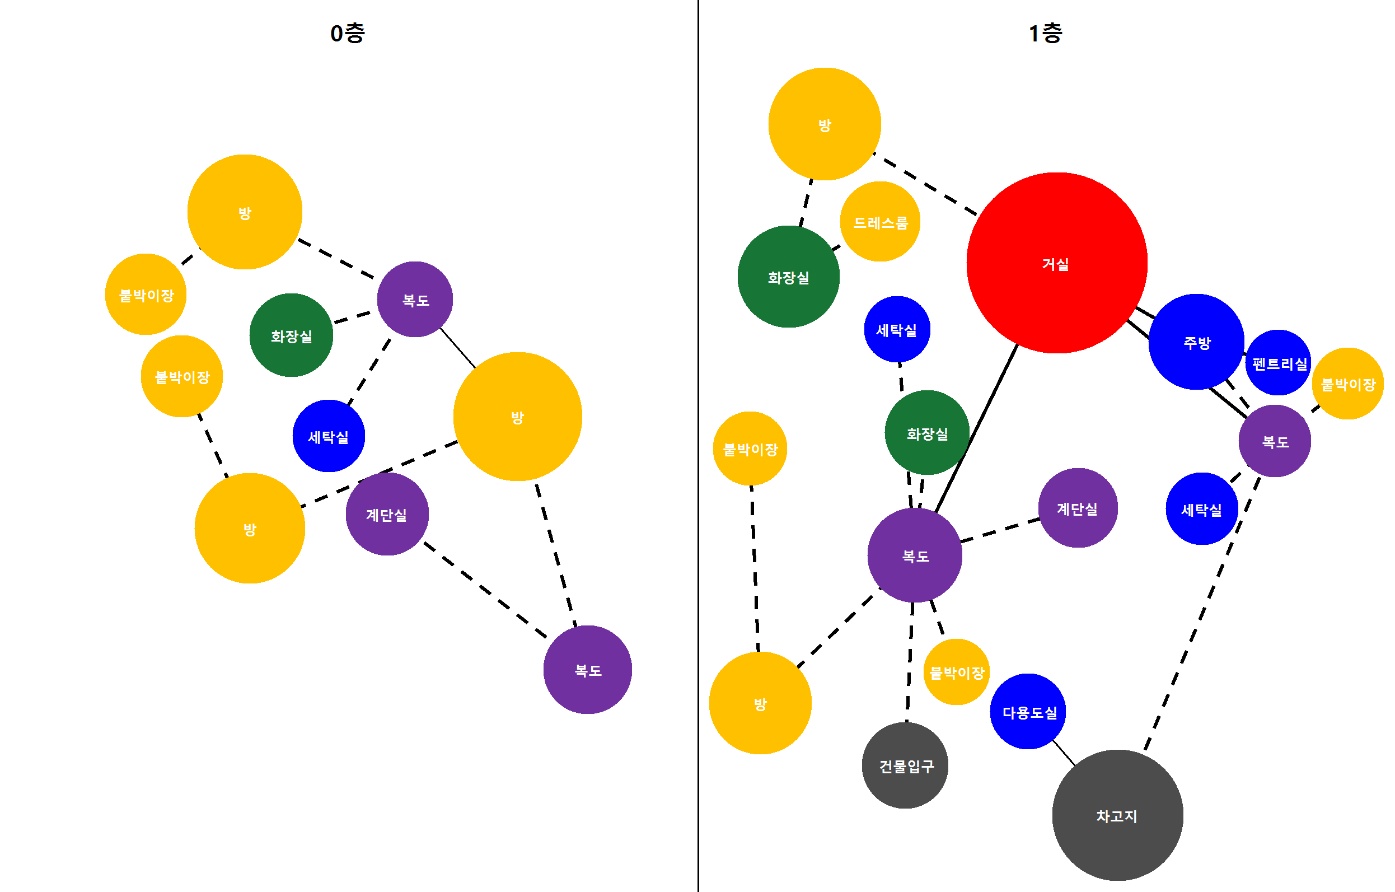 0층
방
붙박이장
복도
화장실
붙박이장
방
세탁실
계단실
방
복도
1층
방
드레스룸
거실
화장실
세탁실
주방
펜트리실
붙박이장
화장실
복도
붙박이장
계단실
세탁실
복도
붙박이장
방
다용도실
건물입구
차고지